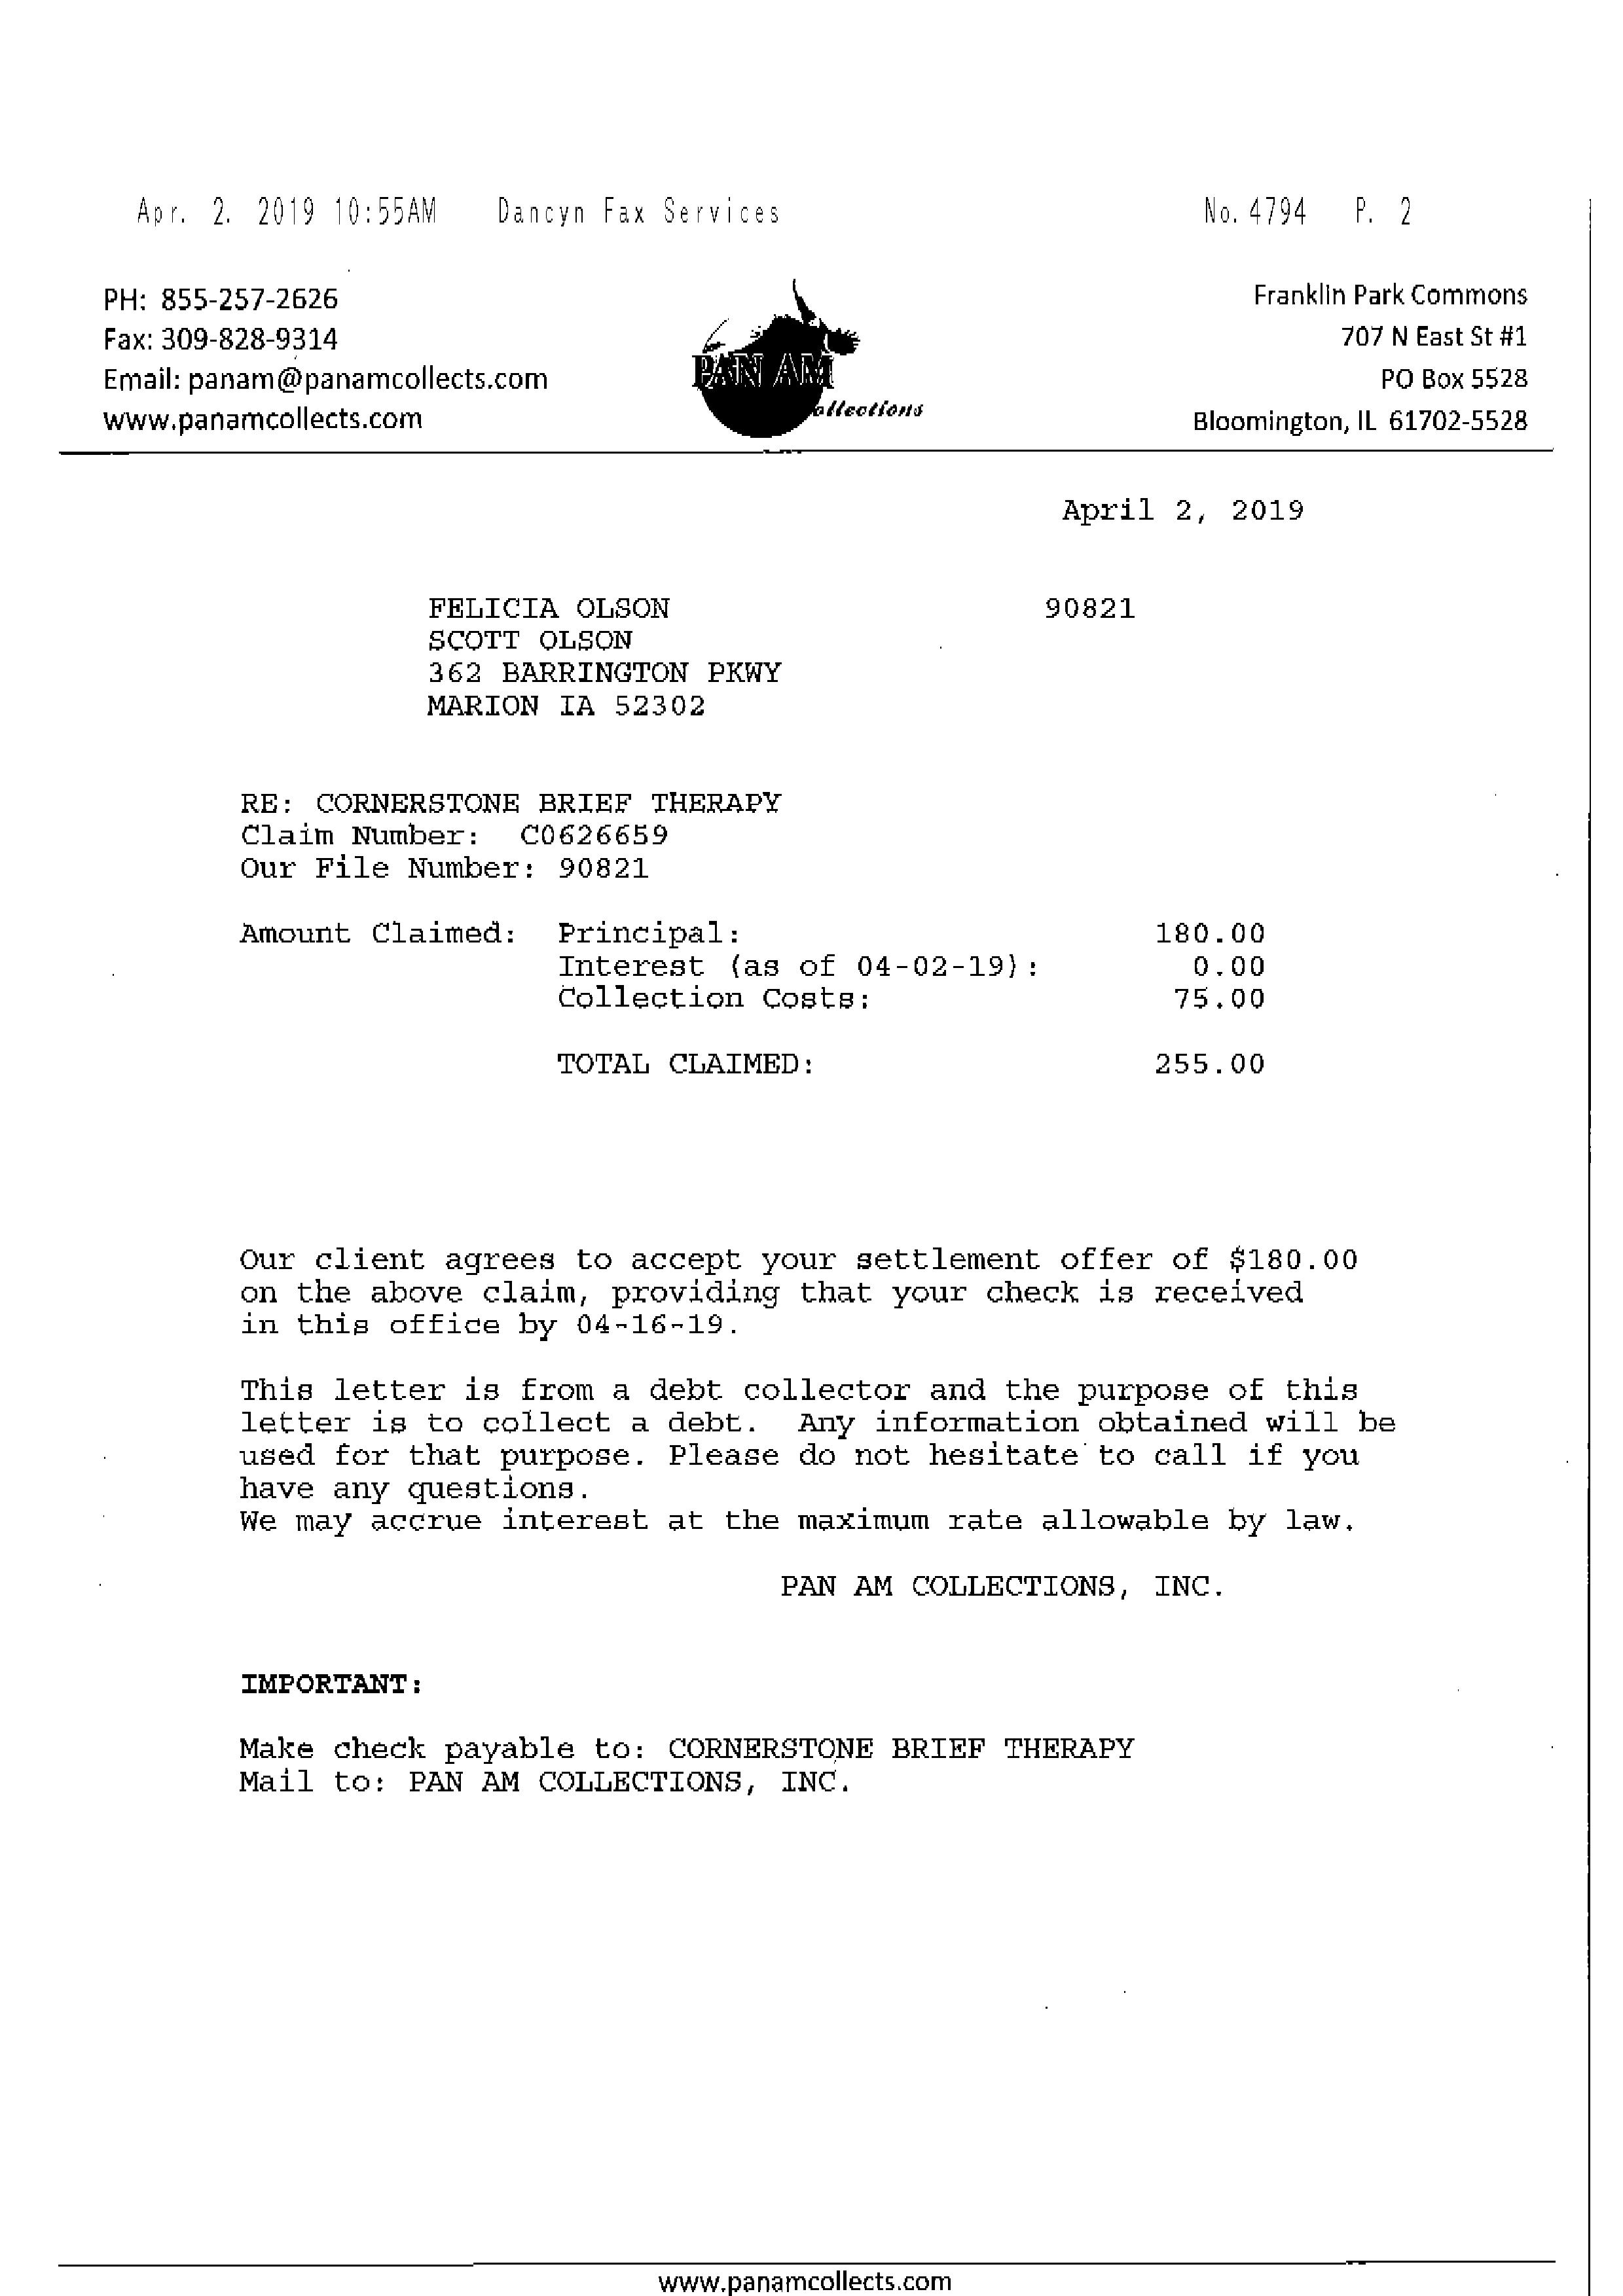 Apr. 2. 2019 10:55AM Dancyn Fax Services No. 4794 P. 2
PH: 855-257-2626
Fax: 309-828-9314
Email: panam@panamcollects.com
www.panamcollects.com
PAN AM
ollections
Franklin Park Commons
707 N East St #1
PO Box 5528
Bloomington, IL 61702-5528
April 2, 2019
FELICIA OLSON 90821
SCOTT OLSON
362 BARRINGTON PKWY
MARION IA 52302
RE: CORNERSTONE BRIEF THERAPY
Claim Number: C0626659
Our File Number: 90821
Amount Claimed: Principal: 180.00
Interest (as of 04-02-19): 0.00
Collection Costs: 75.00
TOTAL CLAIMED: 255.00
Our client agrees to accept your settlement offer of $180.00
on the above claim, providing that your check is received
in this office by 04-16-19.
This letter is from a debt collector and the purpose of this
letter is to collect a debt. Any information obtained will be
used for that purpose. Please do not hesitate to call if you
have any questions.
We may accrue interest at the maximum rate allowable by law.
PAN AM COLLECTIONS, INC.
IMPORTANT:
Make check payable to: CORNERSTONE BRIEF THERAPY
Mail to: PAN AM COLLECTIONS, INC.
www.panamcollects.com